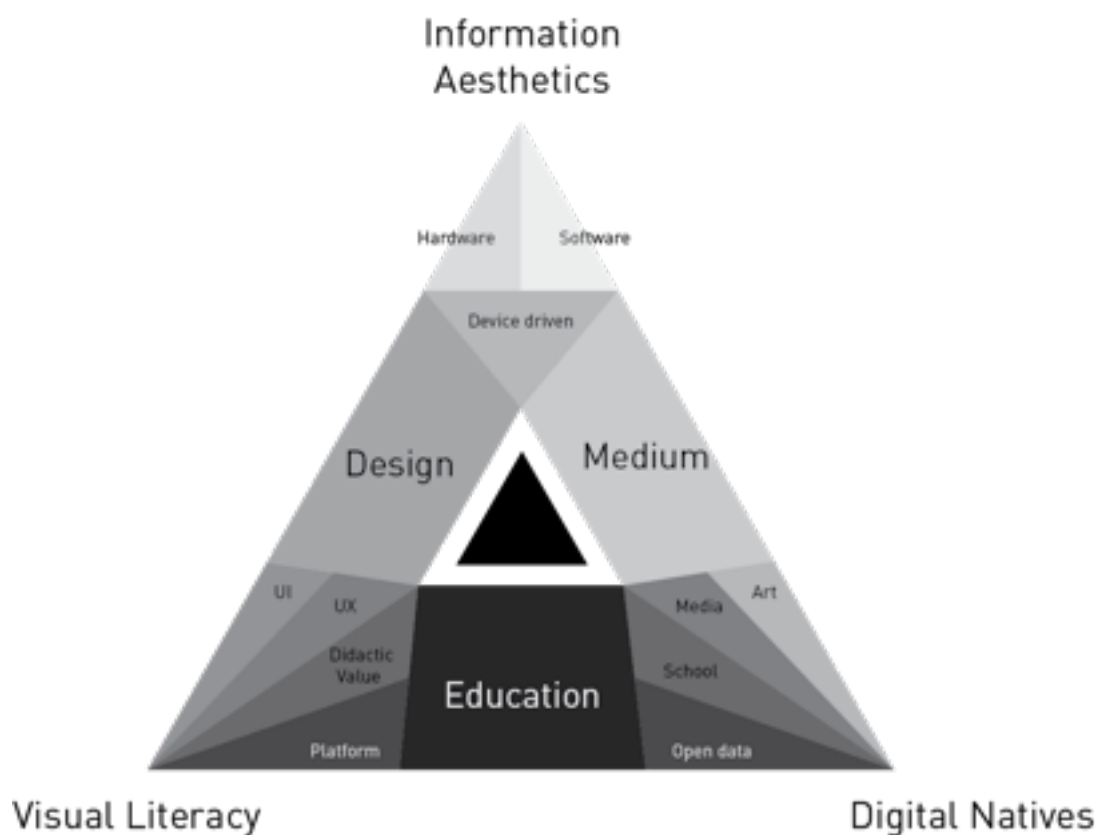 Information
Aesthetics
Hardware
Software
Device driven
Design
Medium
UI
UX
Media
Art
Didactic
Value
School
Education
Platform
Open data
Visual Literacy
Digital Natives